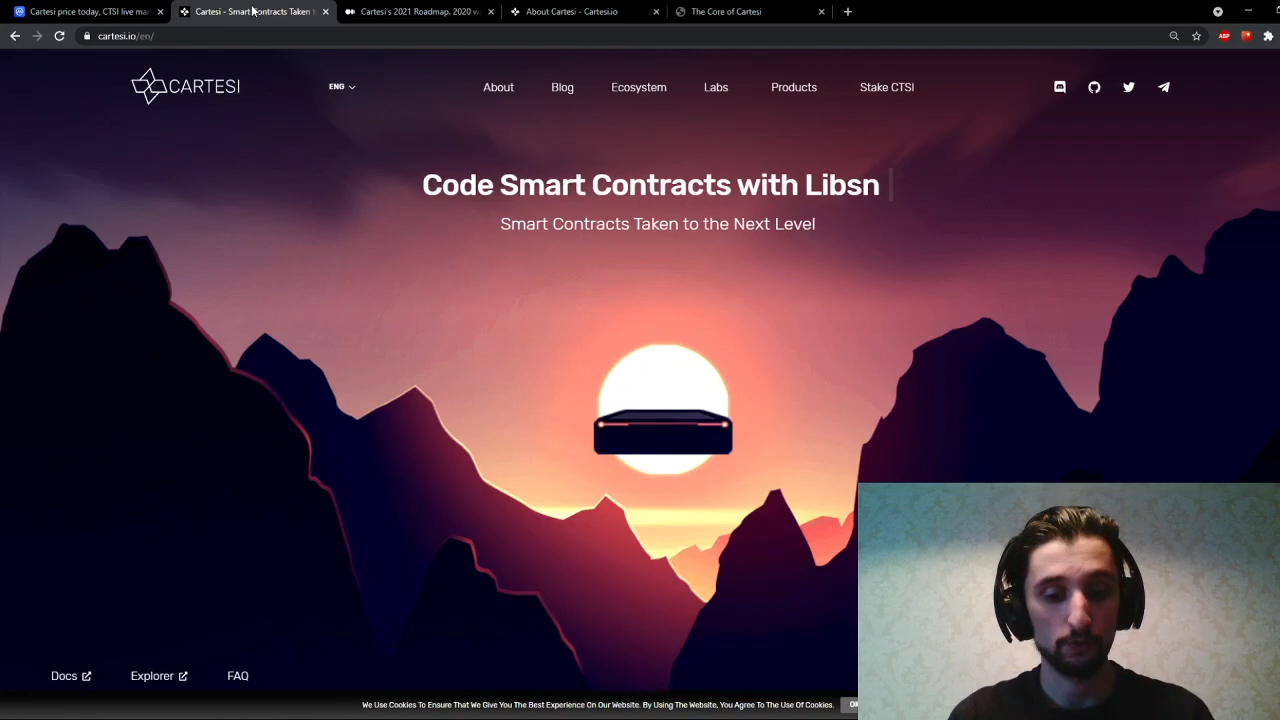 Cartesi price today, CTSI live mar
Cartesi - Smart Contracts Taken t
Cartesi's 2021 Roadmap. 2020 w
About Cartesi - Cartesi.io
The Core of Cartesi
cartesi.io/en/
ABP
CARTESI
ENG
About
Blog
Ecosystem
Labs
Products
Stake CTSI
Code Smart Contracts with Libsn
Smart Contracts Taken to the Next Level
Docs
Explorer
FAQ
We Use Cookies To Ensure That We Give You The Best Experience On Our Website. By Using The Website, You Agree To The Use Of Cookies.